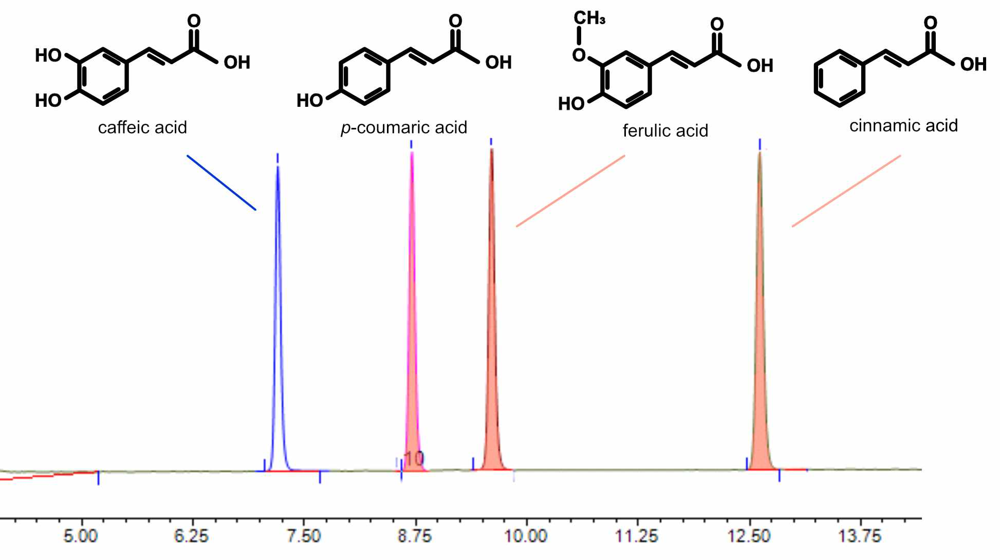 CH₃
O
O
O
O
HO
OH
OH
O
OH
OH
HO
HO
HO
caffeic acid
p-coumaric acid
ferulic acid
cinnamic acid
10
5.00 6.25 7.50 8.75 10.00 11.25 12.50 13.75